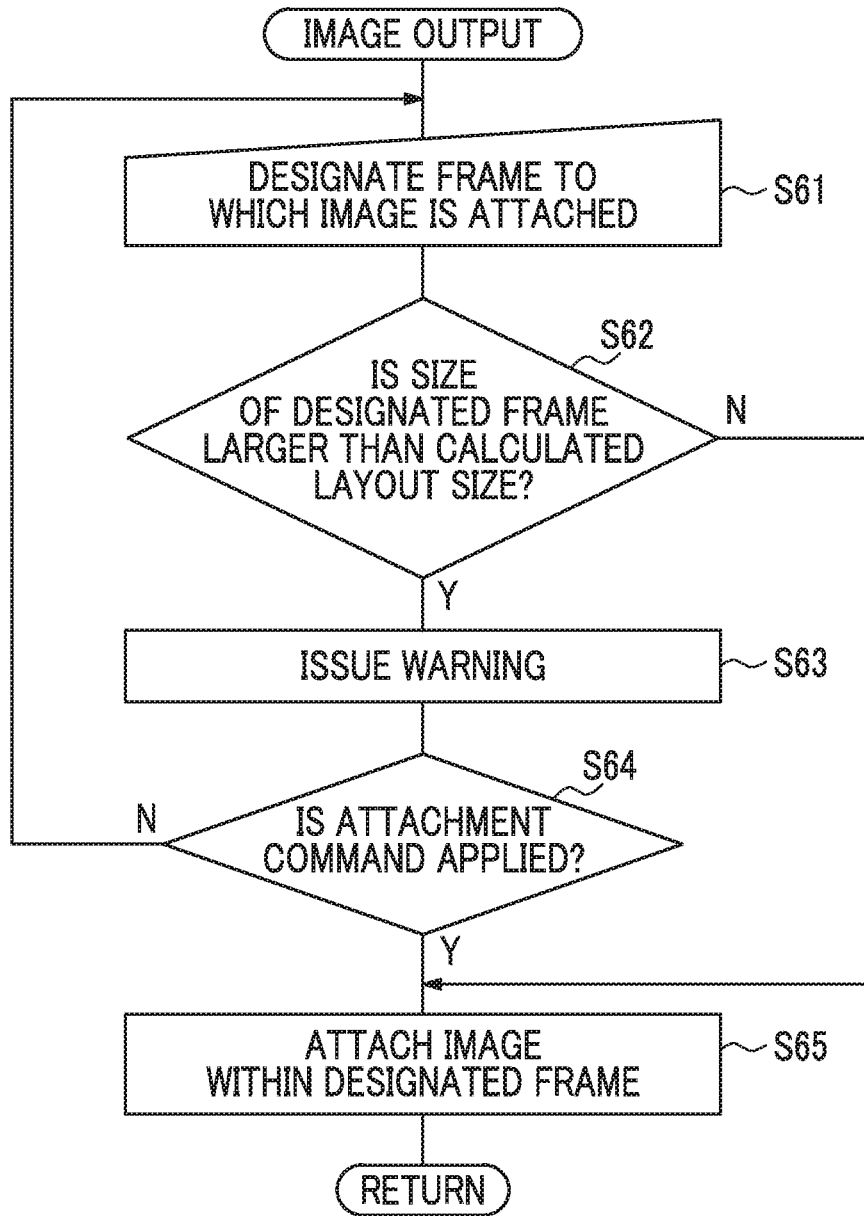 IMAGE OUTPUT
DESIGNATE FRAME TO
WHICH IMAGE IS ATTACHED
S61
S62
IS SIZE
OF DESIGNATED FRAME
LARGER THAN CALCULATED
LAYOUT SIZE?
N
Y
ISSUE WARNING
S63
S64
N
IS ATTACHMENT
COMMAND APPLIED?
Y
ATTACH IMAGE
WITHIN DESIGNATED FRAME
S65
RETURN